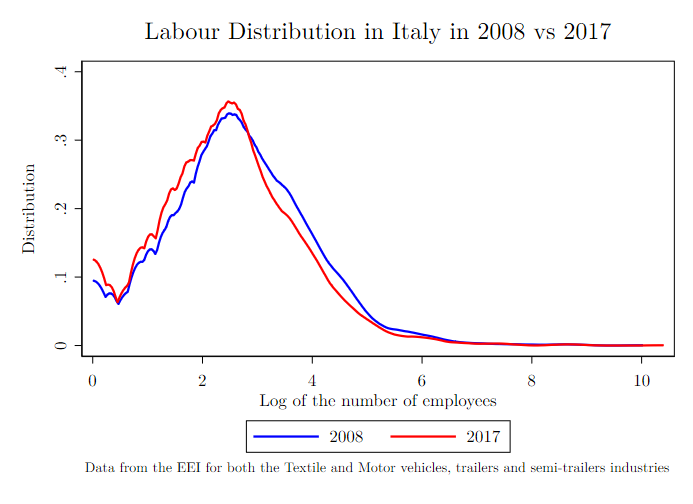 Labour Distribution in Italy in 2008 vs 2017
.4
.3
.2
.1
0
Distribution
0 2 4 6 8 10
Log of the number of employees
2008 2017
Data from the EEI for both the Textile and Motor vehicles, trailers and semi-trailers industries